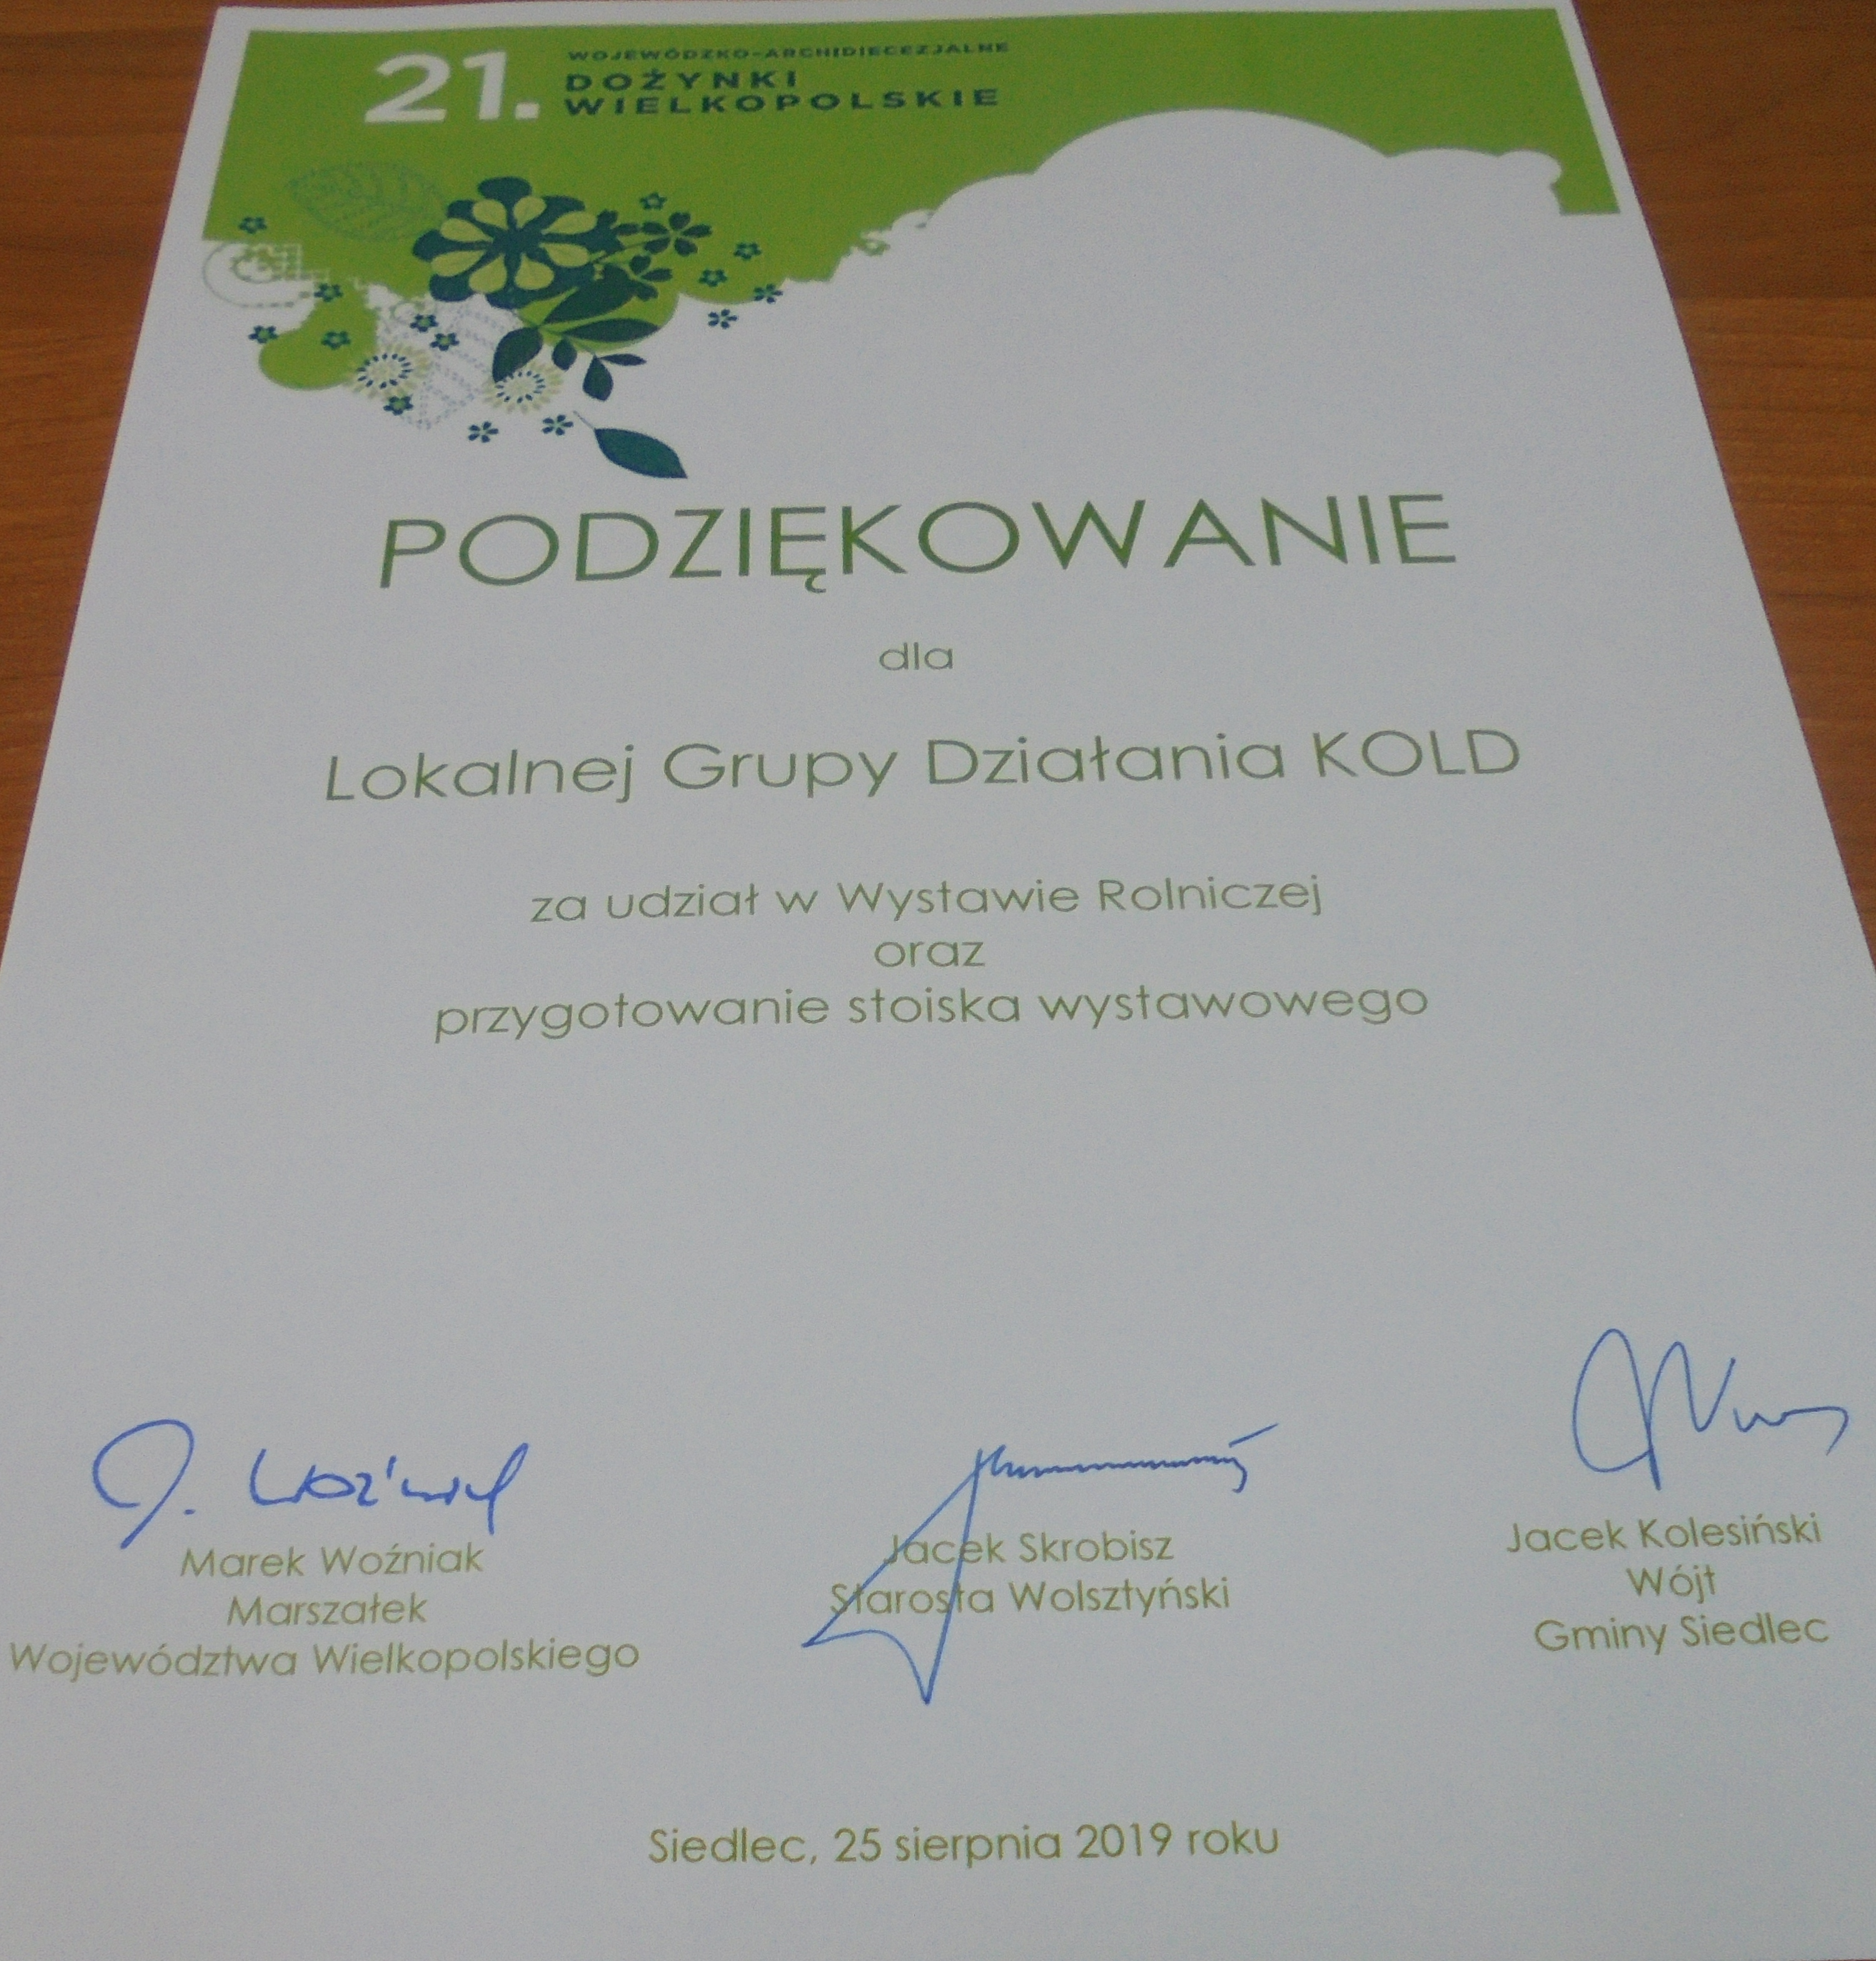 21.
WOJEWÓDZKO-ARCHIDIECEZJALNE
DOŻYNKI
WIELKOPOLSKIE
PODZIĘKOWANIE
dla
Lokalnej Grupy Działania KOLD
za udział w Wystawie Rolniczej
oraz
przygotowanie stoiska wystawowego
Marek Woźniak
Marszałek
Województwa Wielkopolskiego
Jacek Skrobisz
Starosta Wolsztyński
Jacek Kolesiński
Wójt
Gminy Siedlec
Siedlec, 25 sierpnia 2019 roku